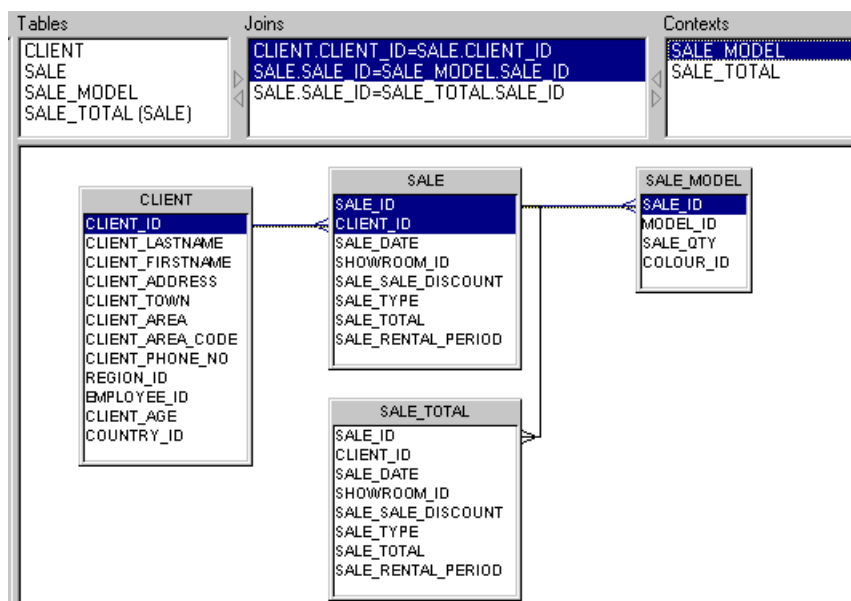 Tables
CLIENT
SALE
SALE_MODEL
SALE_TOTAL (SALE)
Joins
CLIENT.CLIENT_ID=SALE.CLIENT_ID
SALE.SALE_ID=SALE_MODEL.SALE_ID
SALE.SALE_ID=SALE_TOTAL.SALE_ID
Contexts
SALE_MODEL
SALE_TOTAL
CLIENT
CLIENT_ID
CLIENT_LASTNAME
CLIENT_FIRSTNAME
CLIENT_ADDRESS
CLIENT_TOWN
CLIENT_AREA
CLIENT_AREA_CODE
CLIENT_PHONE_NO
REGION_ID
EMPLOYEE_ID
CLIENT_AGE
COUNTRY_ID
SALE
SALE_ID
CLIENT_ID
SALE_DATE
SHOWROOM_ID
SALE_SALE_DISCOUNT
SALE_TYPE
SALE_TOTAL
SALE_RENTAL_PERIOD
SALE_MODEL
SALE_ID
MODEL_ID
SALE_QTY
COLOUR_ID
SALE_TOTAL
SALE_ID
CLIENT_ID
SALE_DATE
SHOWROOM_ID
SALE_SALE_DISCOUNT
SALE_TYPE
SALE_TOTAL
SALE_RENTAL_PERIOD